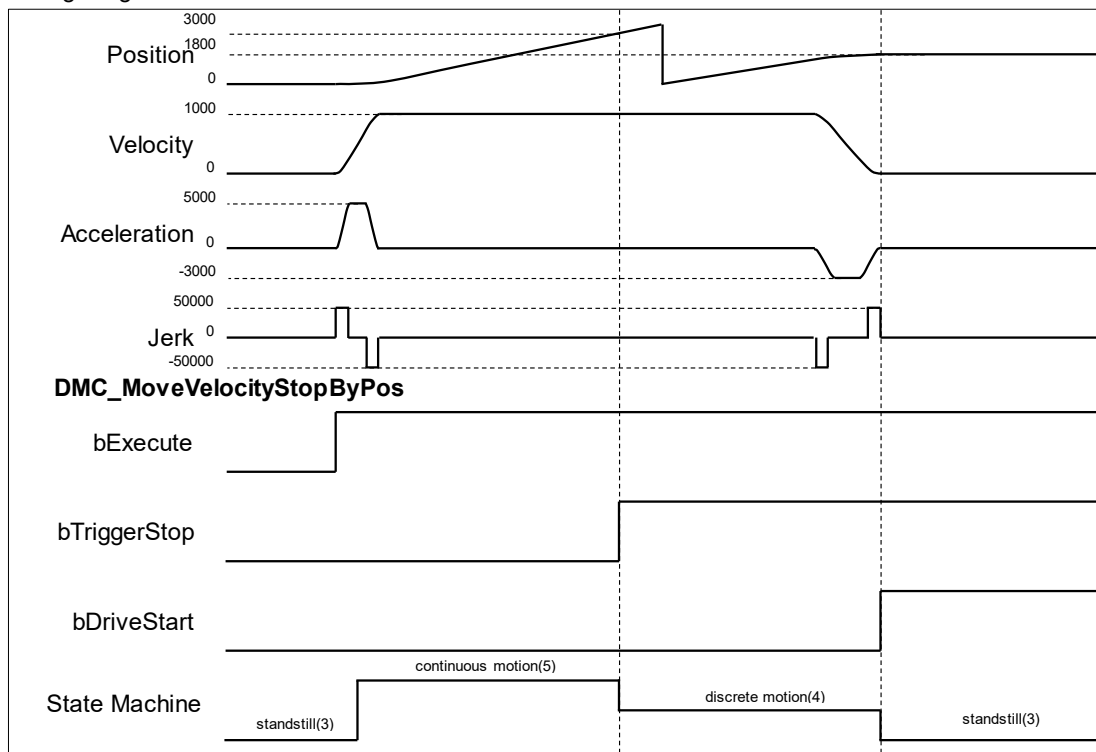 3000
1800
Position
0
1000
Velocity
0
5000
Acceleration 0
-3000
50000
Jerk 0
-50000
DMC_MoveVelocityStopByPos
bExecute
bTriggerStop
bDriveStart
continuous motion(5)
State Machine
discrete motion(4)
standstill(3)
standstill(3)